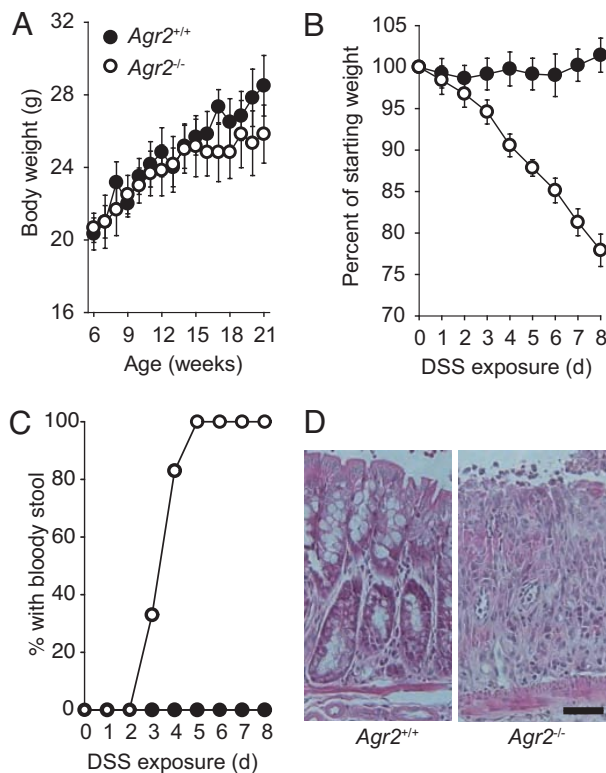 A
Agr2+/+
Agr2-/-
Body weight (g)
28
24
20
16
6 9 12 15 18 21
Age (weeks)
B
Percent of starting weight
105
100
95
90
85
80
75
70
0 1 2 3 4 5 6 7 8
DSS exposure (d)
C
% with bloody stool
100
80
60
40
20
0
0 1 2 3 4 5 6 7 8
DSS exposure (d)
D
Agr2+/+ Agr2-/-